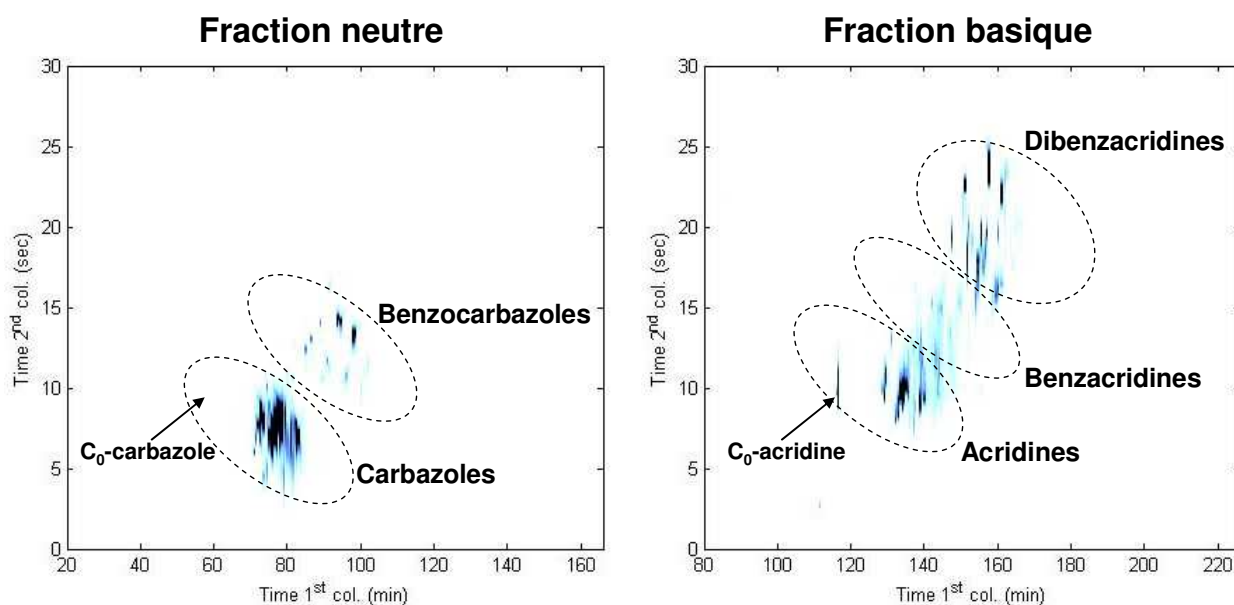 Fraction neutre
30
25
20
15
10
5
0
Time 2nd col. (sec)
Benzocarbazoles
C0-carbazole
Carbazoles
20 40 60 80 100 120 140 160
Time 1st col. (min)
Fraction basique
30
25
20
15
10
5
0
Time 2nd col. (sec)
Dibenzacridines
Benzacridines
C0-acridine
Acridines
80 100 120 140 160 180 200 220
Time 1st col. (min)